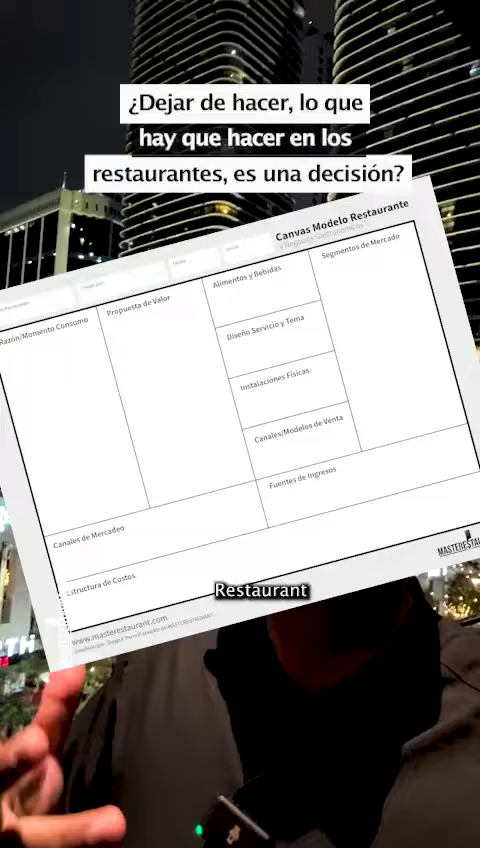 ¿Dejar de hacer, lo que
hay que hacer en los
restaurantes, es una decisión?
Canvas Modelo Restaurante
y Negocios Gastronómicos
Razón/Momento Consumo
Propuesta de Valor
Alimentos y Bebidas
Segmentos de Mercado
Diseño Servicio y Tema
Instalaciones Físicas
Canales/Modelos de Venta
Canales de Mercadeo
Fuentes de Ingresos
Estructura de Costos
Restaurant
www.masterestaurant.com